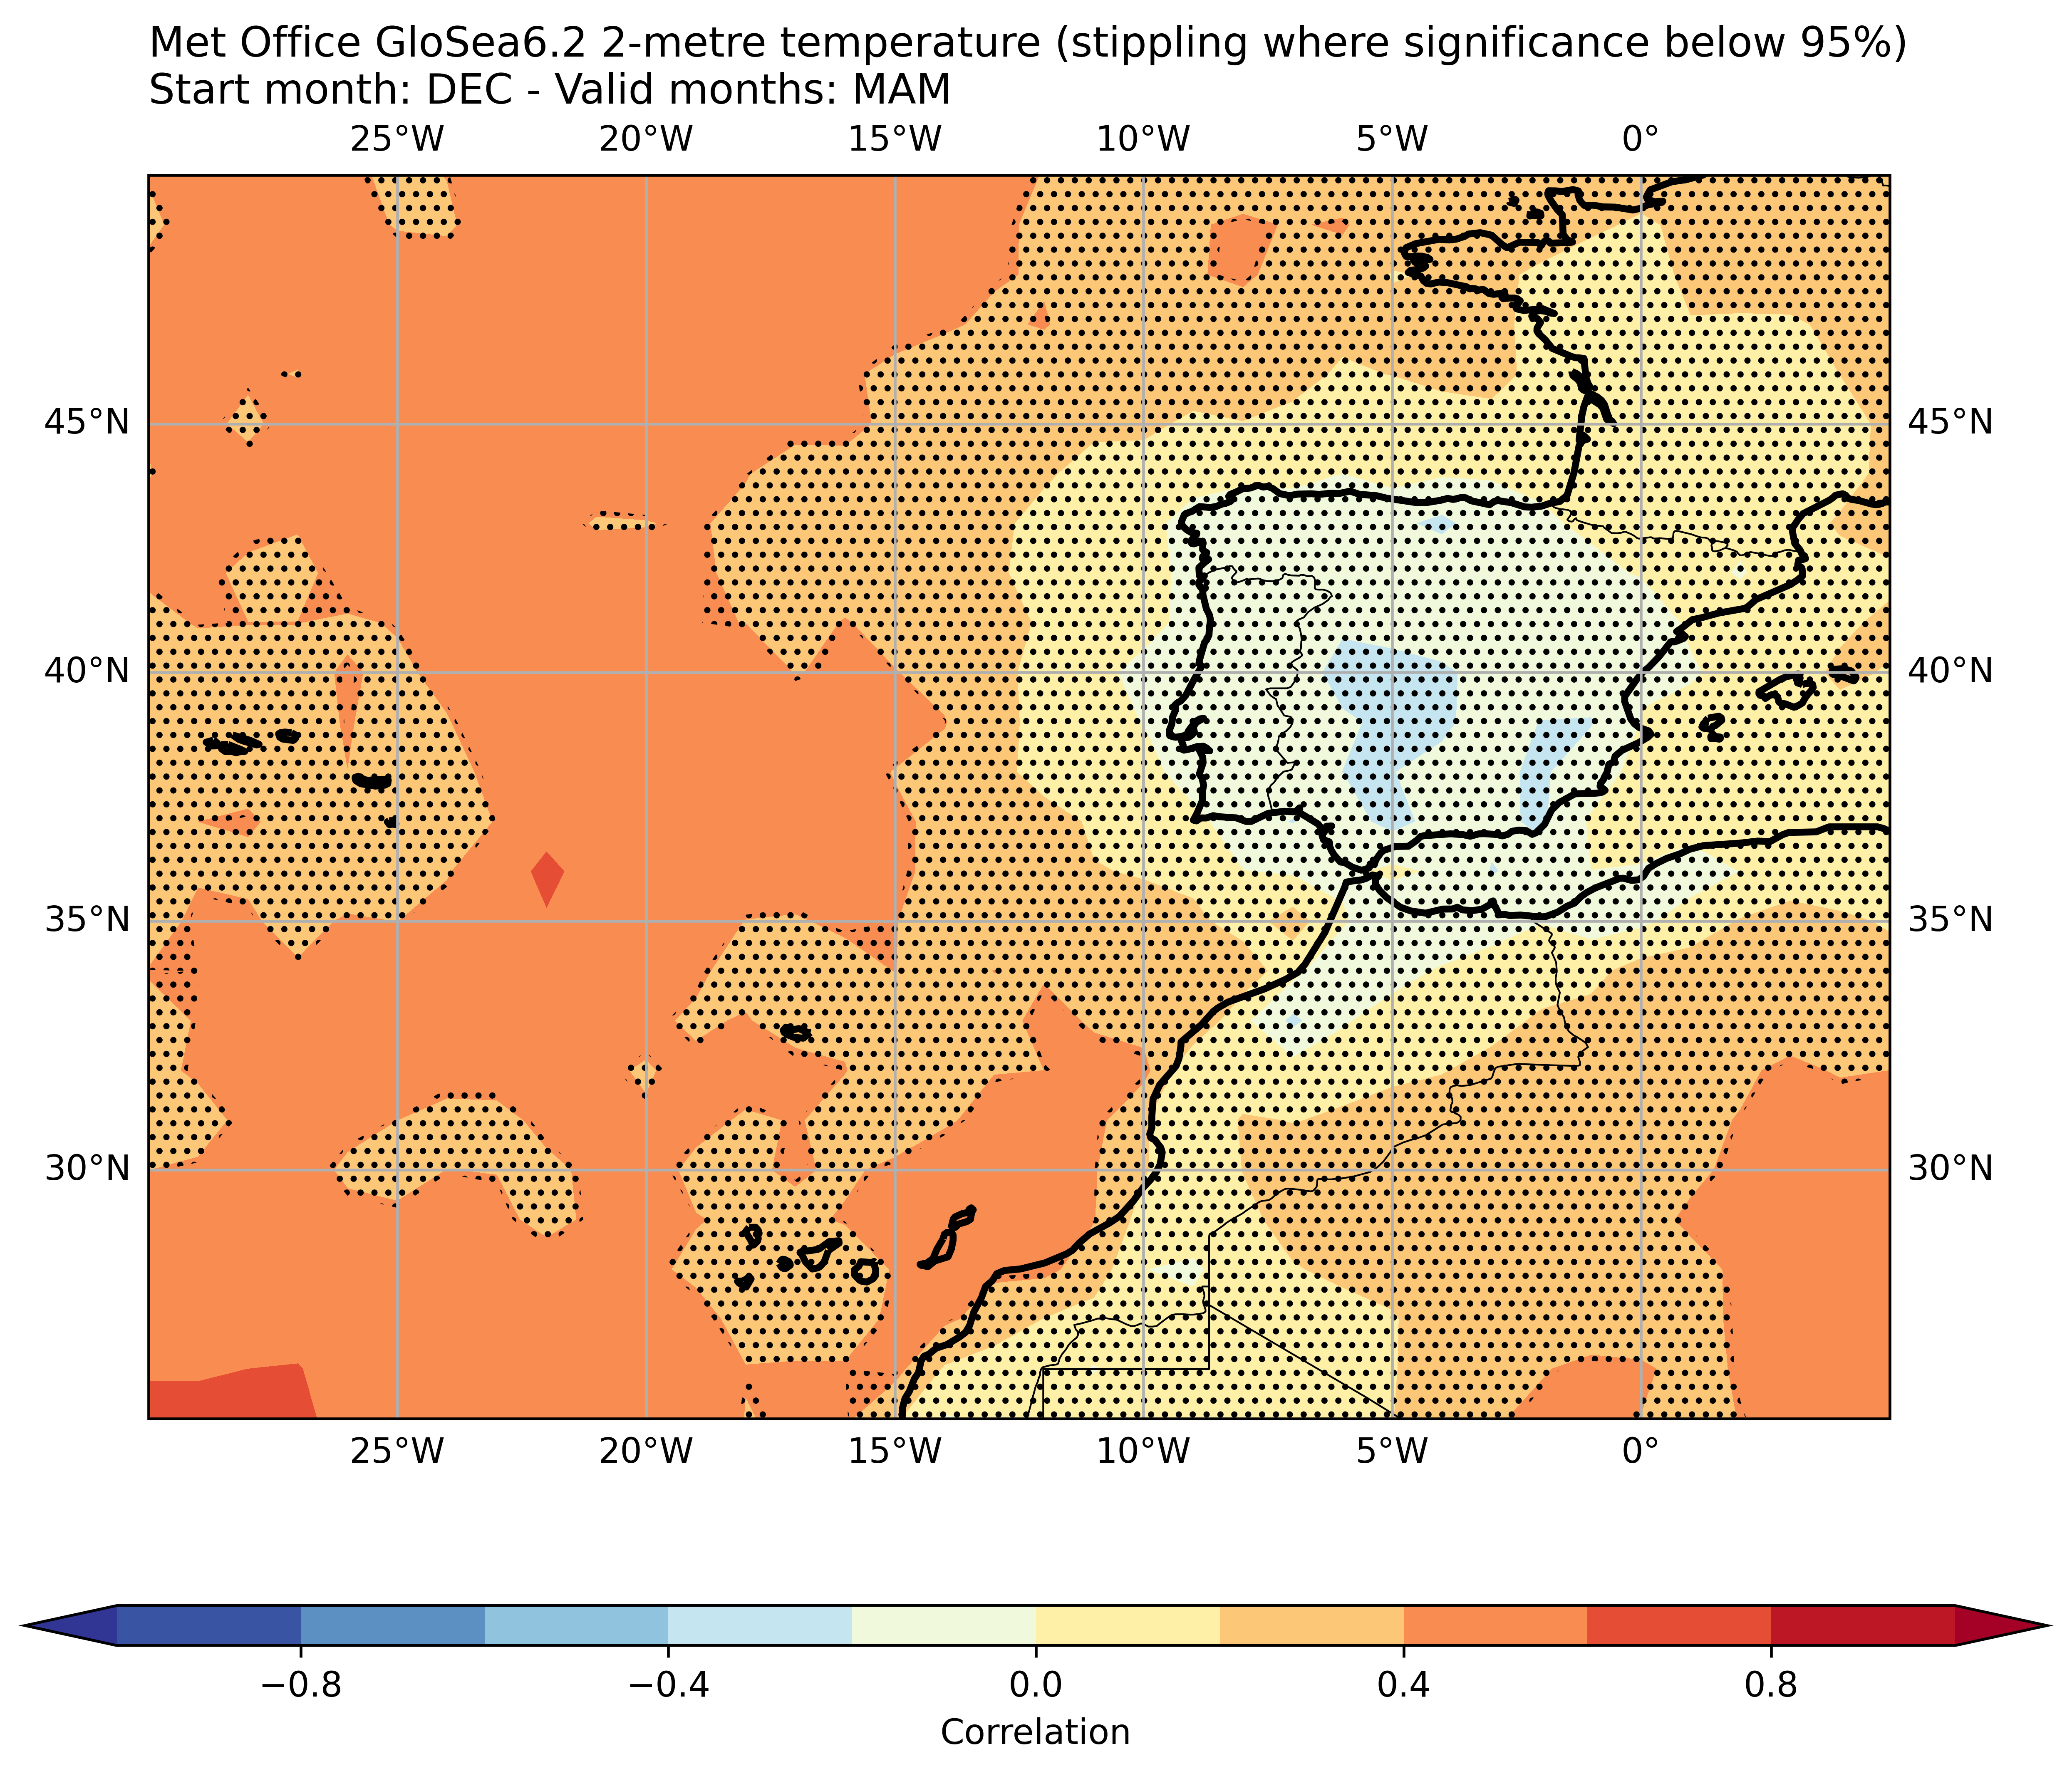 Met Office GloSea6.2 2-metre temperature (stippling where significance below 95%)
Start month: DEC - Valid months: MAM
25°W 20°W 15°W 10°W 5°W 0°
45°N 45°N
40°N 40°N
35°N 35°N
30°N 30°N
25°W 20°W 15°W 10°W 5°W 0°
−0.8 −0.4 0.0 0.4 0.8
Correlation